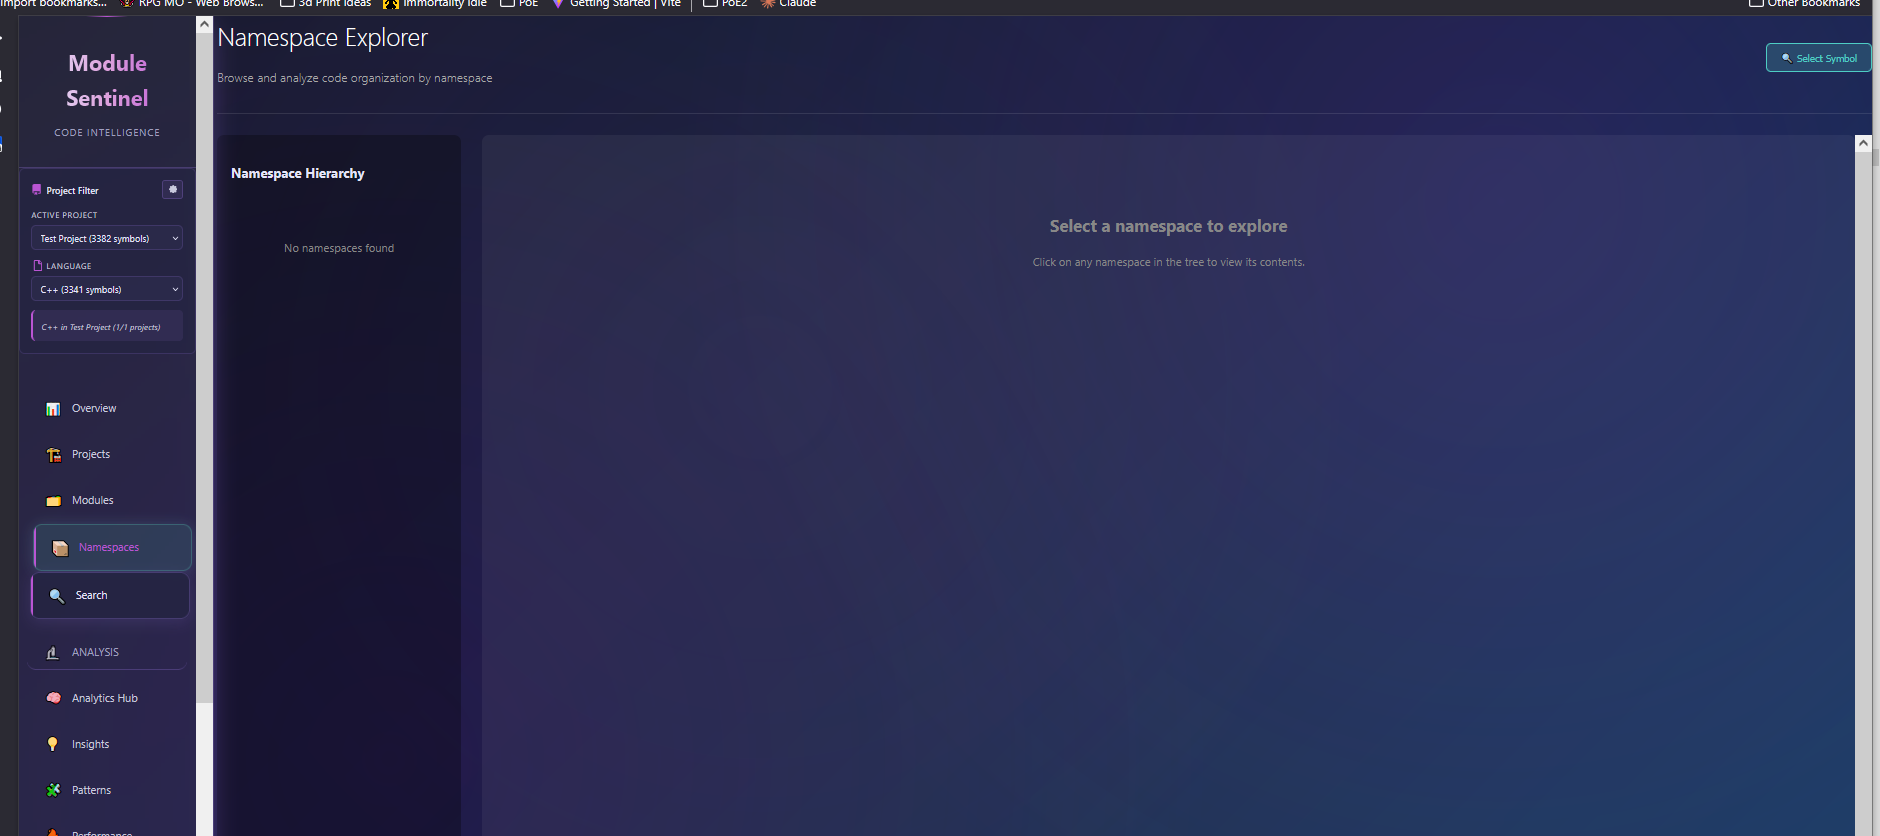 Import bookmarks...
RPG MO - Web Brows...
3d Print Ideas
Immortality Idle
PoE
Getting Started | Vite
PoE2
Claude
Other Bookmarks
Module
Sentinel
CODE INTELLIGENCE
Project Filter
ACTIVE PROJECT
Test Project (3382 symbols)
LANGUAGE
C++ (3341 symbols)
C++ in Test Project (1/1 projects)
Overview
Projects
Modules
Namespaces
Search
ANALYSIS
Analytics Hub
Insights
Patterns
Performance
Namespace Explorer
Browse and analyze code organization by namespace
Select Symbol
Namespace Hierarchy
No namespaces found
Select a namespace to explore
Click on any namespace in the tree to view its contents.